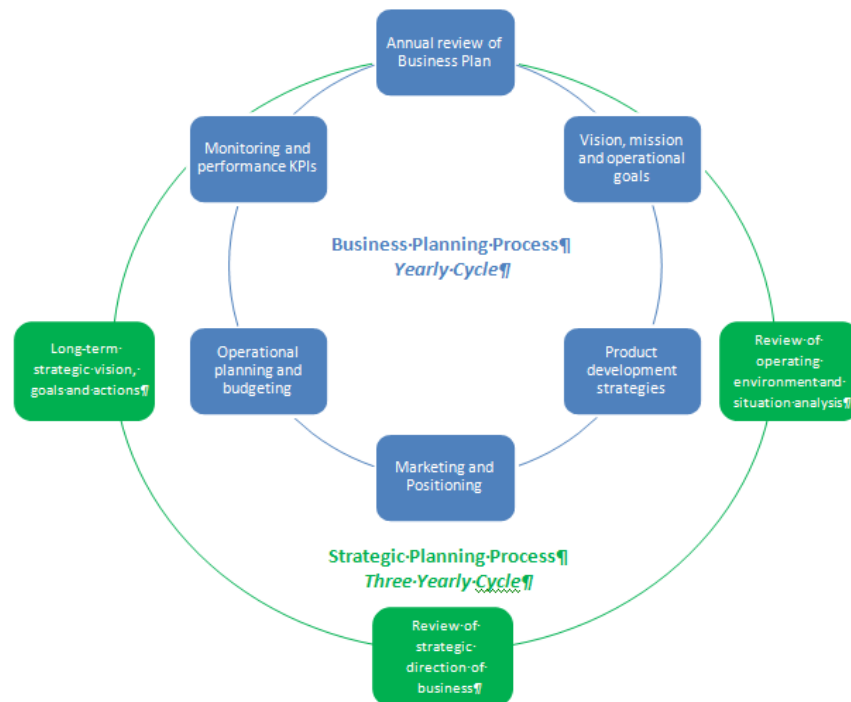 Annual review of
Business Plan
Monitoring and
performance KPIs
Vision, mission
and operational
goals
Business·Planning·Process¶
Yearly·Cycle¶
Long-term·
strategic·vision,·
goals·and·actions¶
Operational
planning and
budgeting
Product
development
strategies
Review·of·
operating·
environment·and·
situation·analysis¶
Marketing and
Positioning
Strategic·Planning·Process¶
Three·Yearly·Cycle¶
Review·of·
strategic·
direction·of·
business¶